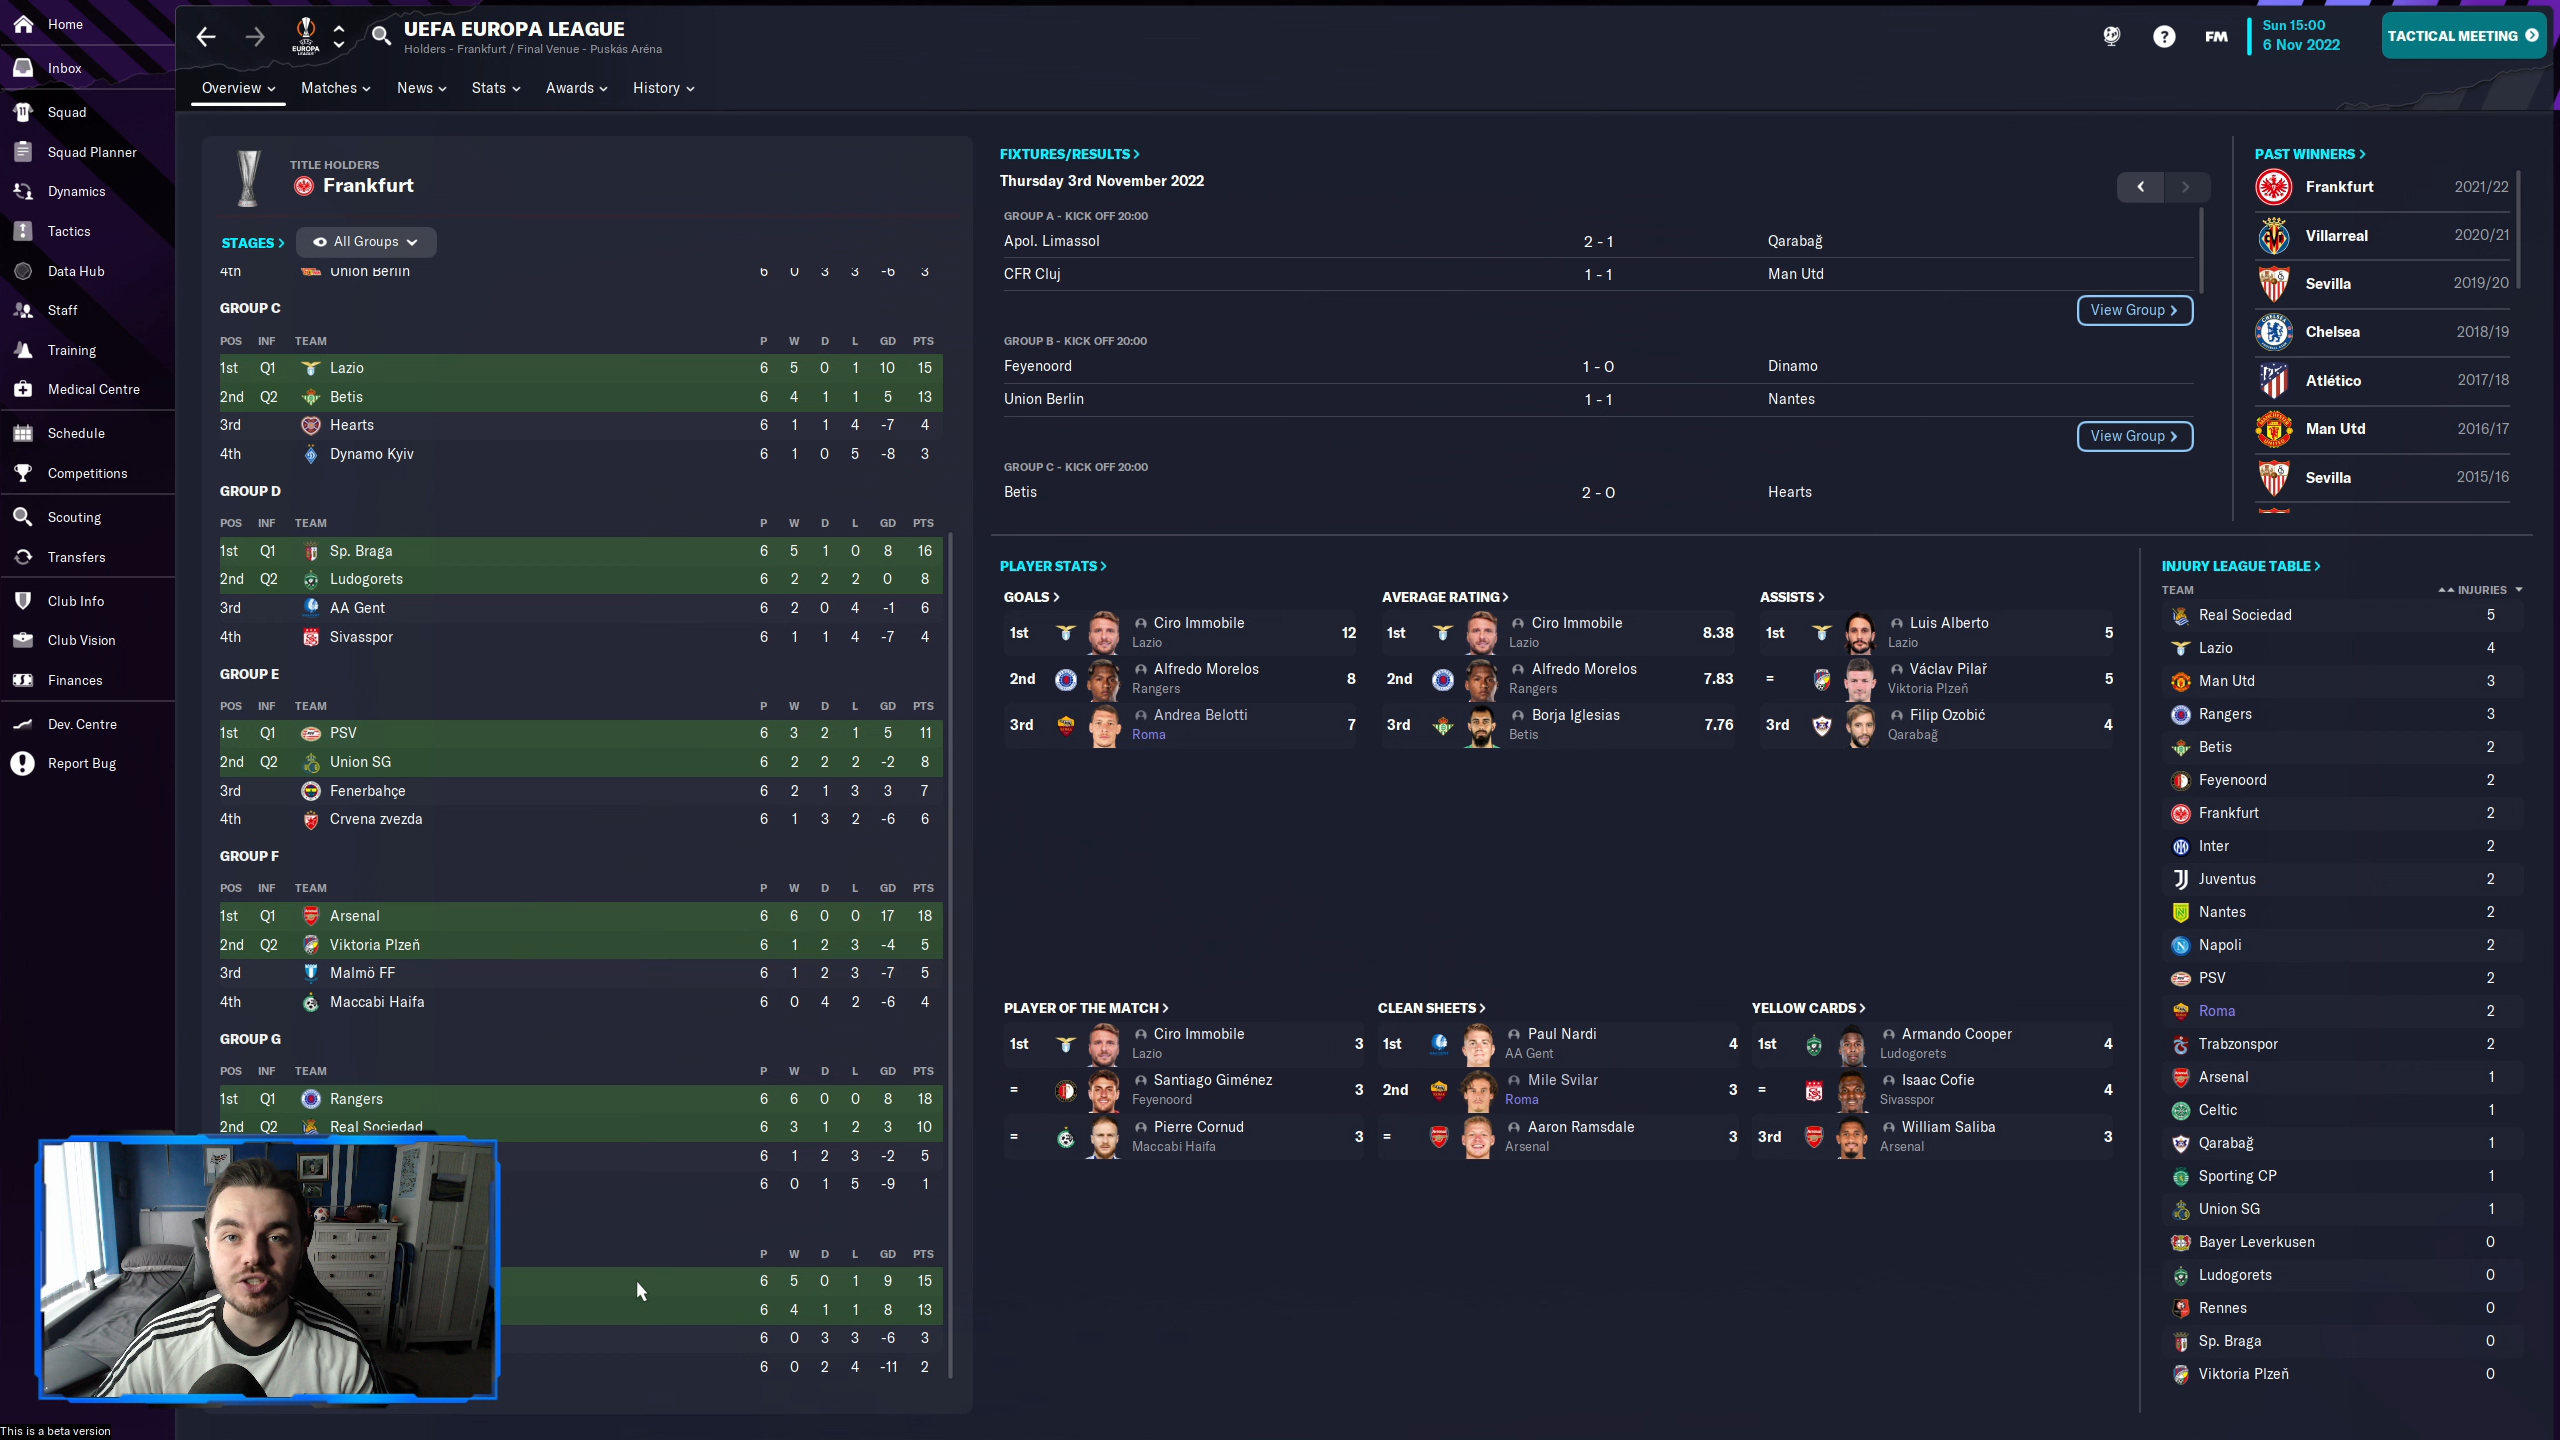 Home
Inbox
Squad
Squad Planner
Dynamics
Tactics
Data Hub
Staff
Training
Medical Centre
Schedule
Competitions
Scouting
Transfers
Club Info
Club Vision
Finances
Dev. Centre
Report Bug
This is a beta version
EUROPA LEAGUE
UEFA EUROPA LEAGUE
Holders - Frankfurt / Final Venue - Puskás Aréna
FM
Sun 15:00
6 Nov 2022
TACTICAL MEETING
Overview Matches News Stats Awards History
TITLE HOLDERS
Frankfurt
STAGES > All Groups
4th Union Berlin 6 0 3 3 -6 3
GROUP C
POS INF TEAM P W D L GD PTS
1st Q1 Lazio 6 5 0 1 10 15
2nd Q2 Betis 6 4 1 1 5 13
3rd Hearts 6 1 1 4 -7 4
4th Dynamo Kyiv 6 1 0 5 -8 3
GROUP D
POS INF TEAM P W D L GD PTS
1st Q1 Sp. Braga 6 5 1 0 8 16
2nd Q2 Ludogorets 6 2 2 2 0 8
3rd AA Gent 6 2 0 4 -1 6
4th Sivasspor 6 1 1 4 -7 4
GROUP E
POS INF TEAM P W D L GD PTS
1st Q1 PSV 6 3 2 1 5 11
2nd Q2 Union SG 6 2 2 2 -2 8
3rd Fenerbahçe 6 2 1 3 3 7
4th Crvena zvezda 6 1 3 2 -6 6
GROUP F
POS INF TEAM P W D L GD PTS
1st Q1 Arsenal 6 6 0 0 17 18
2nd Q2 Viktoria Plzeň 6 1 2 3 -4 5
3rd Malmö FF 6 1 2 3 -7 5
4th Maccabi Haifa 6 0 4 2 -6 4
GROUP G
POS INF TEAM P W D L GD PTS
1st Q1 Rangers 6 6 0 0 8 18
2nd Q2 Real Sociedad 6 3 1 2 3 10
6 1 2 3 -2 5
6 0 1 5 -9 1
P W D L GD PTS
6 5 0 1 9 15
6 4 1 1 8 13
6 0 3 3 -6 3
6 0 2 4 -11 2
FIXTURES/RESULTS >
Thursday 3rd November 2022
GROUP A - KICK OFF 20:00
Apol. Limassol 2 - 1 Qarabağ
CFR Cluj 1 - 1 Man Utd
View Group >
GROUP B - KICK OFF 20:00
Feyenoord 1 - 0 Dinamo
Union Berlin 1 - 1 Nantes
View Group >
GROUP C - KICK OFF 20:00
Betis 2 - 0 Hearts
PAST WINNERS >
Frankfurt 2021/22
Villarreal 2020/21
Sevilla 2019/20
Chelsea 2018/19
Atlético 2017/18
Man Utd 2016/17
Sevilla 2015/16
PLAYER STATS >
GOALS >
1st Ciro Immobile 12
Lazio
2nd Alfredo Morelos 8
Rangers
3rd Andrea Belotti 7
Roma
AVERAGE RATING >
1st Ciro Immobile 8.38
Lazio
2nd Alfredo Morelos 7.83
Rangers
3rd Borja Iglesias 7.76
Betis
ASSISTS >
1st Luis Alberto 5
Lazio
= Václav Pilař 5
Viktoria Plzeň
3rd Filip Ozobić 4
Qarabağ
PLAYER OF THE MATCH >
1st Ciro Immobile 3
Lazio
= Santiago Giménez 3
Feyenoord
= Pierre Cornud 3
Maccabi Haifa
CLEAN SHEETS >
1st Paul Nardi 4
AA Gent
2nd Mile Svilar 3
Roma
= Aaron Ramsdale 3
Arsenal
YELLOW CARDS >
1st Armando Cooper 4
Ludogorets
= Isaac Cofie 4
Sivasspor
3rd William Saliba 3
Arsenal
INJURY LEAGUE TABLE >
TEAM INJURIES
Real Sociedad 5
Lazio 4
Man Utd 3
Rangers 3
Betis 2
Feyenoord 2
Frankfurt 2
Inter 2
Juventus 2
Nantes 2
Napoli 2
PSV 2
Roma 2
Trabzonspor 2
Arsenal 1
Celtic 1
Qarabağ 1
Sporting CP 1
Union SG 1
Bayer Leverkusen 0
Ludogorets 0
Rennes 0
Sp. Braga 0
Viktoria Plzeň 0